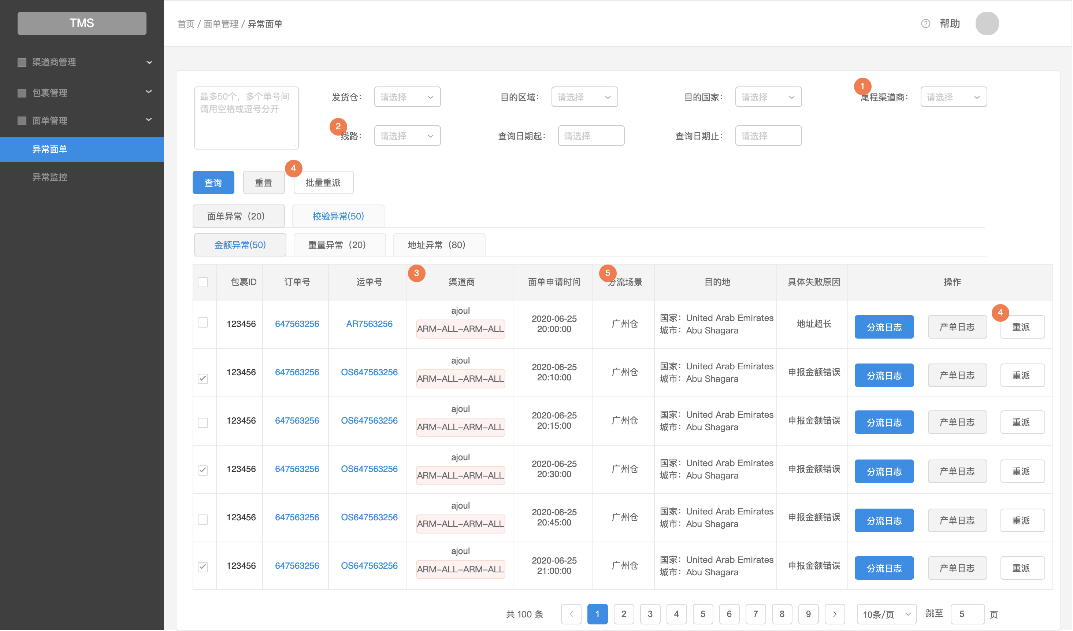 TMS
首页 / 面单管理 / 异常面单
帮助
渠道商管理
包裹管理
面单管理
异常面单
异常监控
最多50个，多个单号间
请用空格或逗号分开
发货仓： 请选择
目的区域： 请选择
目的国家： 请选择
1
尾程渠道商： 请选择
2
线路： 请选择
查询日期起： 请选择
查询日期止： 请选择
查询
重置
4
批量重派
面单异常（20）
校验异常(50)
金额异常(50)
重量异常（20）
地址异常（80）
3
5
包裹ID 订单号 运单号 渠道商 面单申请时间 分流场景 目的地 具体失败原因 操作
123456 647563256 AR7563256
ajoul
ARM-ALL-ARM-ALL
2020-06-25
20:00:00
广州仓
国家：United Arab Emirates
城市：Abu Shagara
地址超长
分流日志 产单日志
4
重派
123456 647563256 OS647563256
ajoul
ARM-ALL-ARM-ALL
2020-06-25
20:10:00
广州仓
国家：United Arab Emirates
城市：Abu Shagara
申报金额错误
分流日志 产单日志 重派
123456 647563256 OS647563256
ajoul
ARM-ALL-ARM-ALL
2020-06-25
20:15:00
广州仓
国家：United Arab Emirates
城市：Abu Shagara
申报金额错误
分流日志 产单日志 重派
123456 647563256 OS647563256
ajoul
ARM-ALL-ARM-ALL
2020-06-25
20:30:00
广州仓
国家：United Arab Emirates
城市：Abu Shagara
申报金额错误
分流日志 产单日志 重派
123456 647563256 OS647563256
ajoul
ARM-ALL-ARM-ALL
2020-06-25
20:45:00
广州仓
国家：United Arab Emirates
城市：Abu Shagara
申报金额错误
分流日志 产单日志 重派
123456 647563256 OS647563256
ajoul
ARM-ALL-ARM-ALL
2020-06-25
21:00:00
广州仓
国家：United Arab Emirates
城市：Abu Shagara
申报金额错误
分流日志 产单日志 重派
共 100 条 < 1 2 3 4 5 6 7 8 9 > 10条/页 跳至 5 页